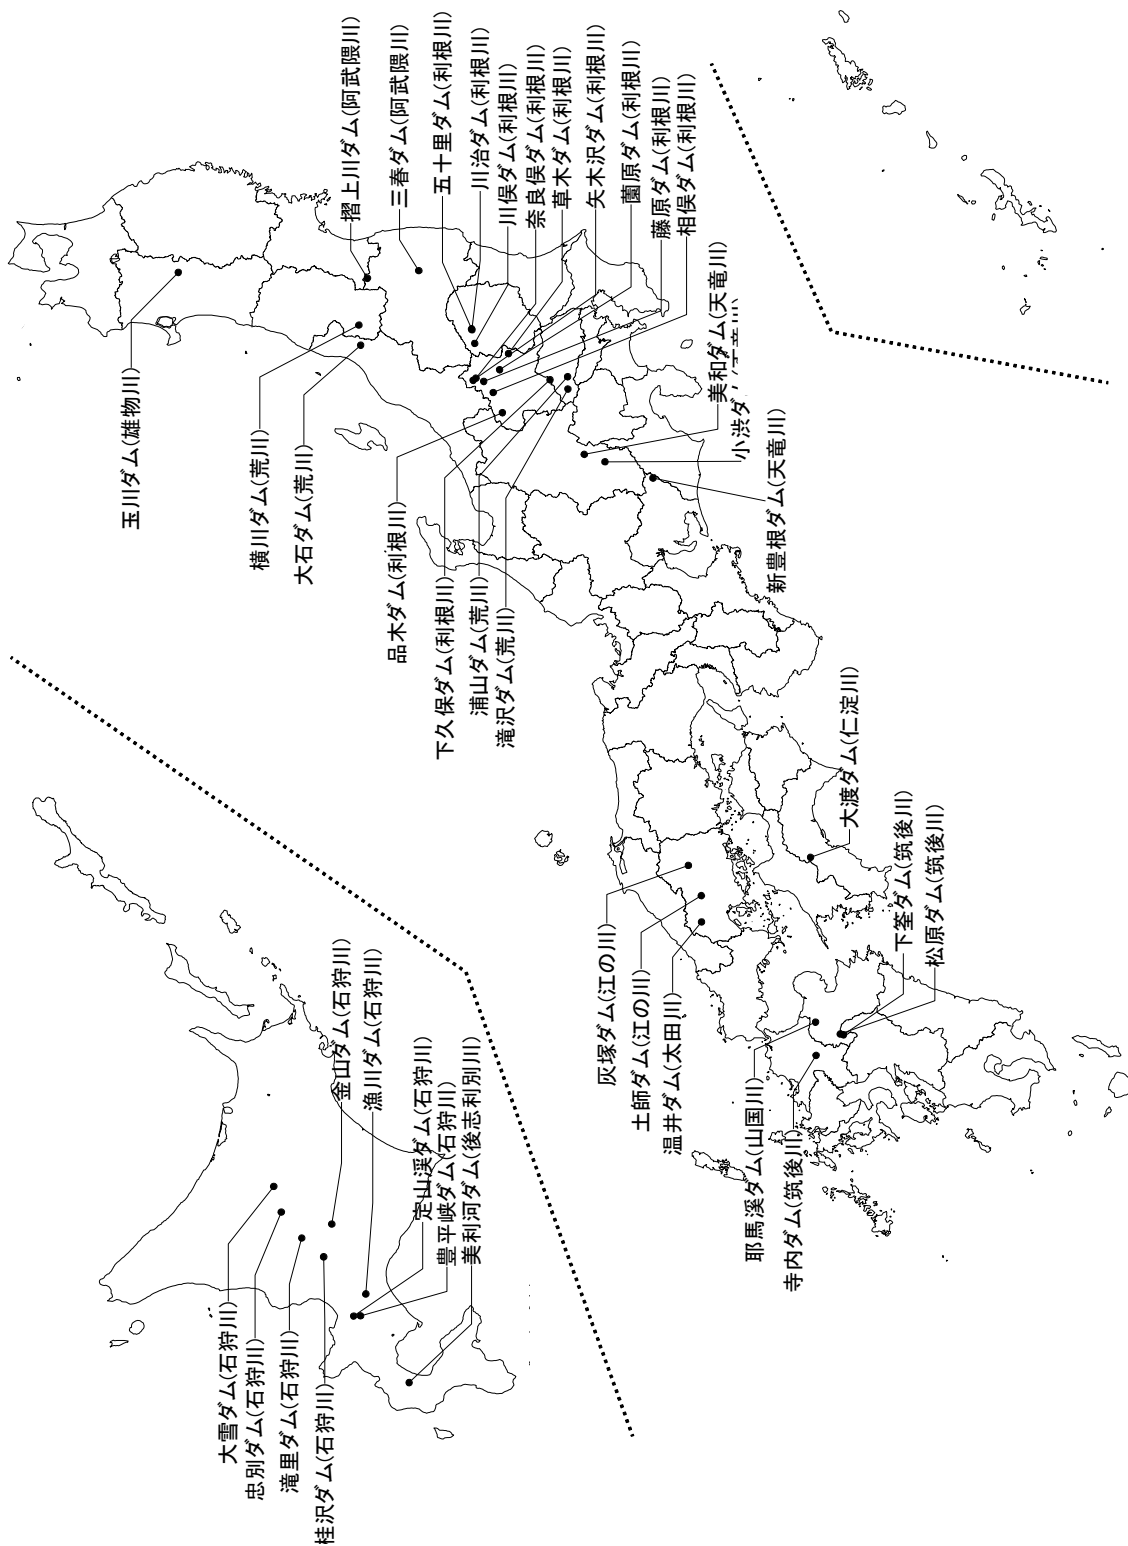 摺上川ダム(阿武隈川)
三春ダム(阿武隈川)
五十里ダム(利根川)
川治ダム(利根川)
川俣ダム(利根川)
奈良俣ダム(利根川)
草木ダム(利根川)
矢木沢ダム(利根川)
薗原ダム(利根川)
藤原ダム(利根川)
相俣ダム(利根川)
美和ダム(天竜川)
小渋ダム(天竜川)
新豊根ダム(天竜川)
玉川ダム(雄物川)
横川ダム(荒川)
大石ダム(荒川)
品木ダム(利根川)
下久保ダム(利根川)
浦山ダム(荒川)
滝沢ダム(荒川)
大渡ダム(仁淀川)
下筌ダム(筑後川)
松原ダム(筑後川)
灰塚ダム(江の川)
土師ダム(江の川)
温井ダム(太田川)
耶馬溪ダム(山国川)
寺内ダム(筑後川)
金山ダム(石狩川)
漁川ダム(石狩川)
定山渓ダム(石狩川)
豊平峡ダム(石狩川)
美利河ダム(後志利別川)
大雪ダム(石狩川)
忠別ダム(石狩川)
滝里ダム(石狩川)
桂沢ダム(石狩川)